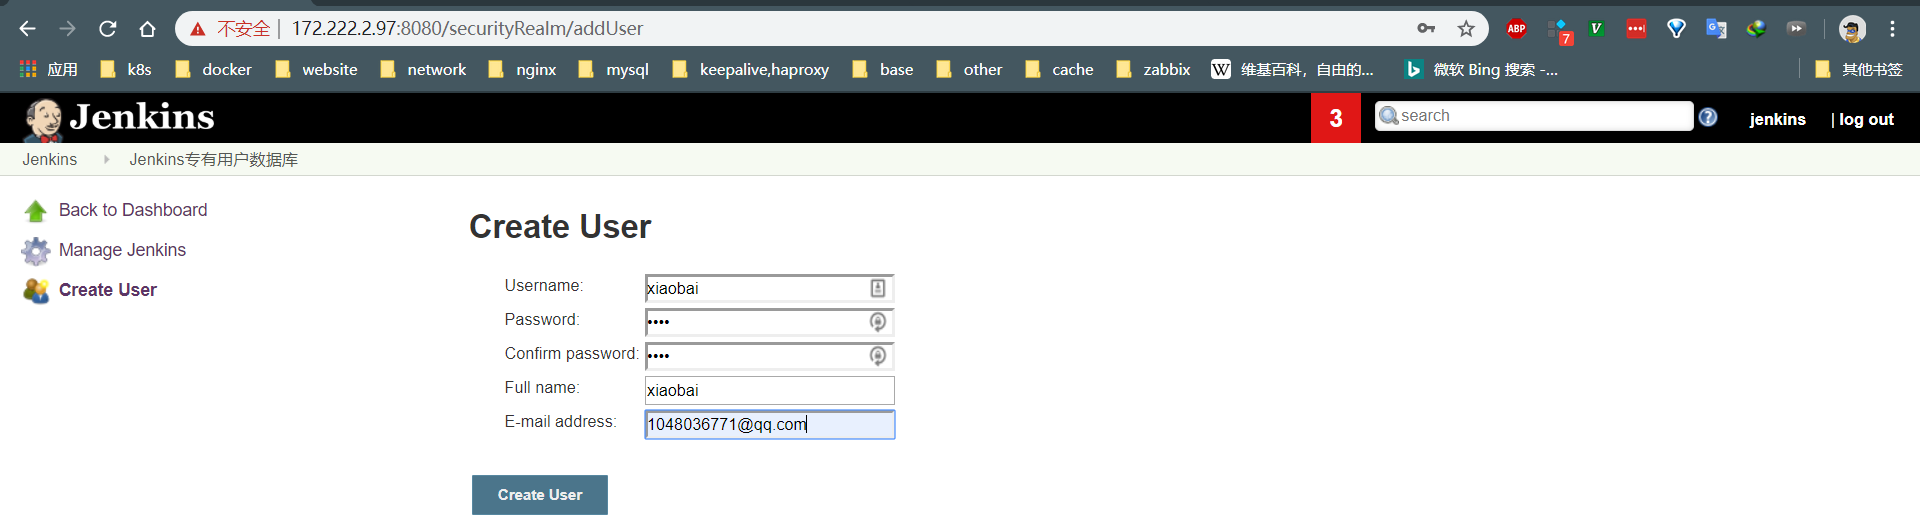 不安全 | 172.222.2.97:8080/securityRealm/addUser
ABP 7 V
应用 k8s docker website network nginx mysql keepalive,haproxy base other cache zabbix W 维基百科，自由的... 微软 Bing 搜索 -... 其他书签
Jenkins 3 search ? jenkins | log out
Jenkins Jenkins专有用户数据库
Back to Dashboard
Manage Jenkins
Create User
Create User
Username: xiaobai
Password: ••••
Confirm password: ••••
Full name: xiaobai
E-mail address: 1048036771@qq.com
Create User